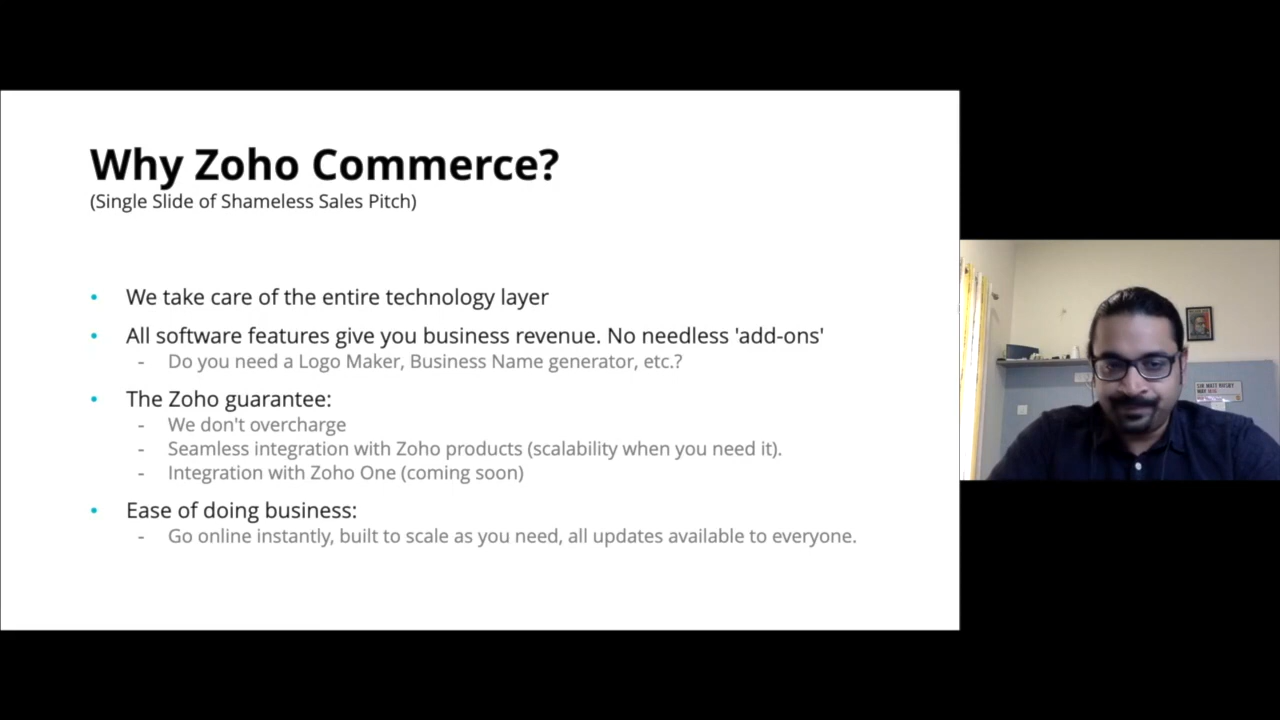 Why Zoho Commerce?
(Single Slide of Shameless Sales Pitch)
• We take care of the entire technology layer
• All software features give you business revenue. No needless 'add-ons'
- Do you need a Logo Maker, Business Name generator, etc.?
• The Zoho guarantee:
- We don't overcharge
- Seamless integration with Zoho products (scalability when you need it).
- Integration with Zoho One (coming soon)
• Ease of doing business:
- Go online instantly, built to scale as you need, all updates available to everyone.